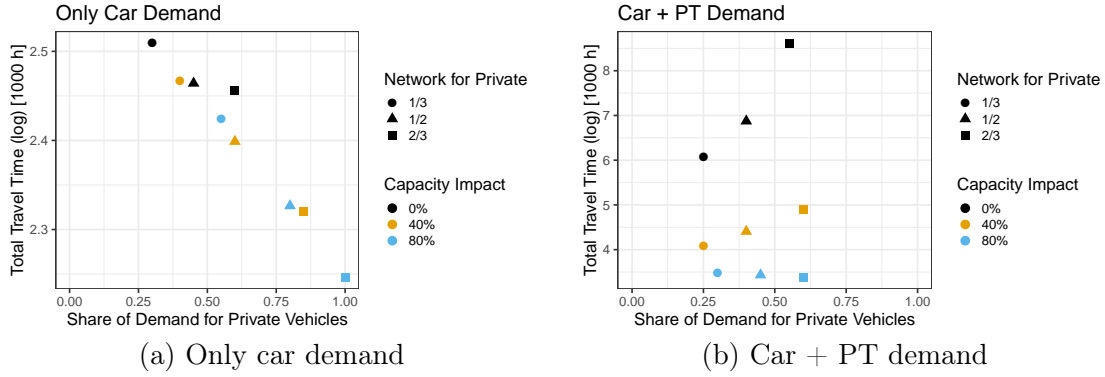 Only Car Demand
Total Travel Time (log) [1000 h]
2.5
2.4
2.3
0.00 0.25 0.50 0.75 1.00
Share of Demand for Private Vehicles
Network for Private
1/3
1/2
2/3
Capacity Impact
0%
40%
80%
(a) Only car demand
Car + PT Demand
Total Travel Time (log) [1000 h]
8
7
6
5
4
0.00 0.25 0.50 0.75 1.00
Share of Demand for Private Vehicles
Network for Private
1/3
1/2
2/3
Capacity Impact
0%
40%
80%
(b) Car + PT demand